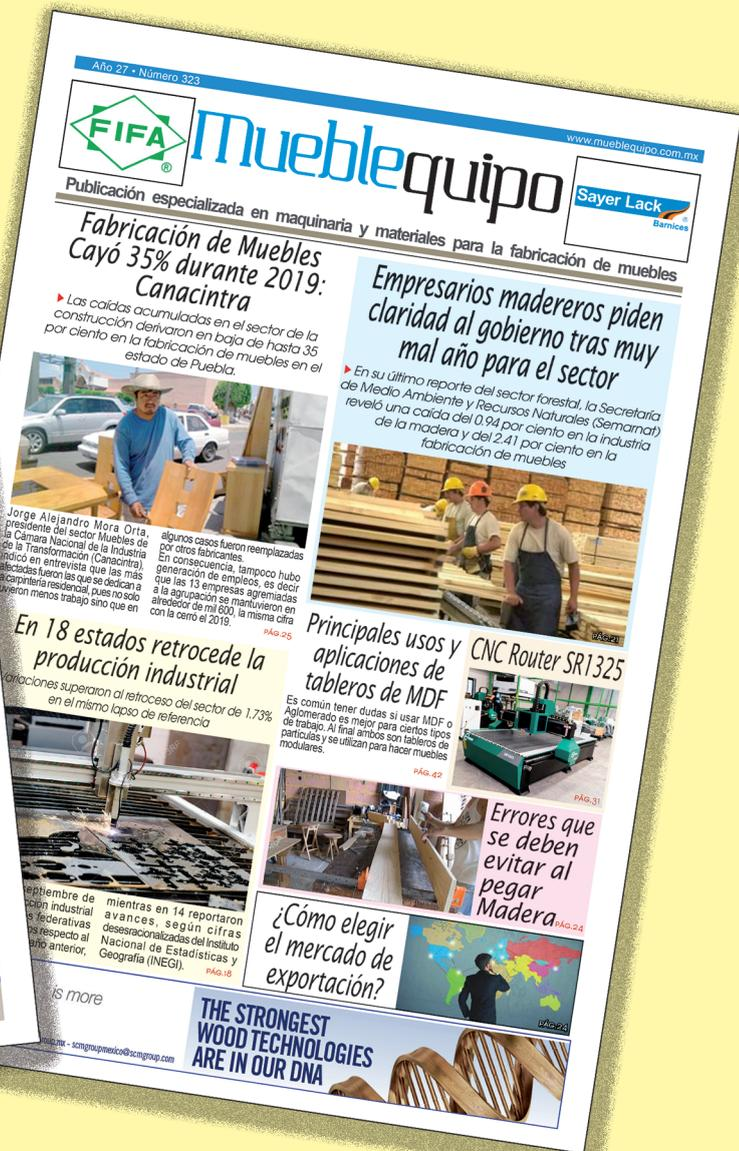 Año 27 • Número 323
www.mueblequipo.com.mx
FIFA
®
Mueblequipo
Sayer Lack
®
Barnices
Publicación especializada en maquinaria y materiales para la fabricación de muebles
Fabricación de Muebles
Cayó 35% durante 2019:
Canacintra
Las caídas acumuladas en el sector de la
construcción derivaron en baja de hasta 35
por ciento en la fabricación de muebles en el
estado de Puebla.
Jorge Alejandro Mora Orta,
presidente del sector Muebles de
la Cámara Nacional de la Industria
de la Transformación (Canacintra),
indicó en entrevista que las más
afectadas fueron las que se dedican a
a carpintería residencial, pues no solo
tuvieron menos trabajo sino que en
algunos casos fueron reemplazadas
por otros fabricantes.
En consecuencia, tampoco hubo
generación de empleos, es decir
que las 13 empresas agremiadas
a la agrupación se mantuvieron en
alrededor de mil 600, la misma cifra
con la cerró el 2019.
PÁG.25
Empresarios madereros piden
claridad al gobierno tras muy
mal año para el sector
En su último reporte del sector forestal, la Secretaría
de Medio Ambiente y Recursos Naturales (Semarnat)
reveló una caída del 0.94 por ciento en la industria
de la madera y del 2.41 por ciento en la
fabricación de muebles
PÁG.21
En 18 estados retrocede la
producción industrial
Variaciones superaron al retroceso del sector de 1.73%
en el mismo lapso de referencia
septiembre de
cción industrial
s federativas
os respecto al
año anterior,
mientras en 14 reportaron
avances, según cifras
desesracionalizadas del Instituto
Nacional de Estadísticas y
Geografía (INEGI).
PÁG.18
Principales usos y
aplicaciones de
tableros de MDF
Es común tener dudas si usar MDF o
Aglomerado es mejor para ciertos tipos
de trabajo. Al final ambos son tableros de
partículas y se utilizan para hacer muebles
modulares.
PÁG.42
CNC Router SR1325
PÁG.31
Errores que
se deben
evitar al
pegar
Madera
PÁG.24
¿Cómo elegir
el mercado de
exportación?
PÁG.24
is more
oup.mx - scmgroupmexico@scmgroup.com
THE STRONGEST
WOOD TECHNOLOGIES
ARE IN OUR DNA